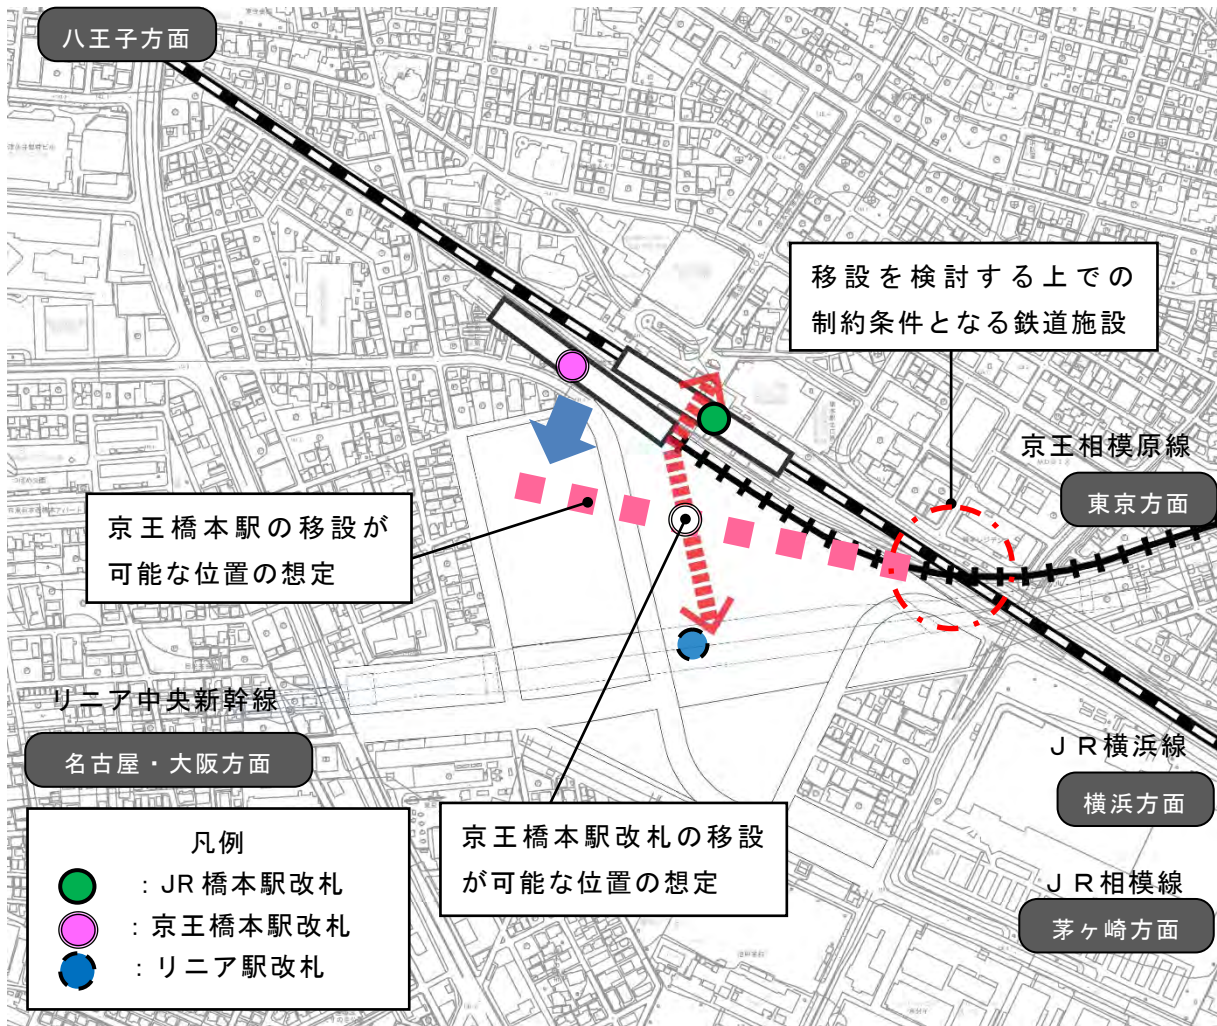 八王子方面
移設を検討する上での
制約条件となる鉄道施設
京王相模原線
東京方面
京王橋本駅の移設が
可能な位置の想定
リニア中央新幹線
名古屋・大阪方面
ＪＲ横浜線
横浜方面
京王橋本駅改札の移設
が可能な位置の想定
ＪＲ相模線
茅ヶ崎方面
凡例
：JR橋本駅改札
：京王橋本駅改札
：リニア駅改札